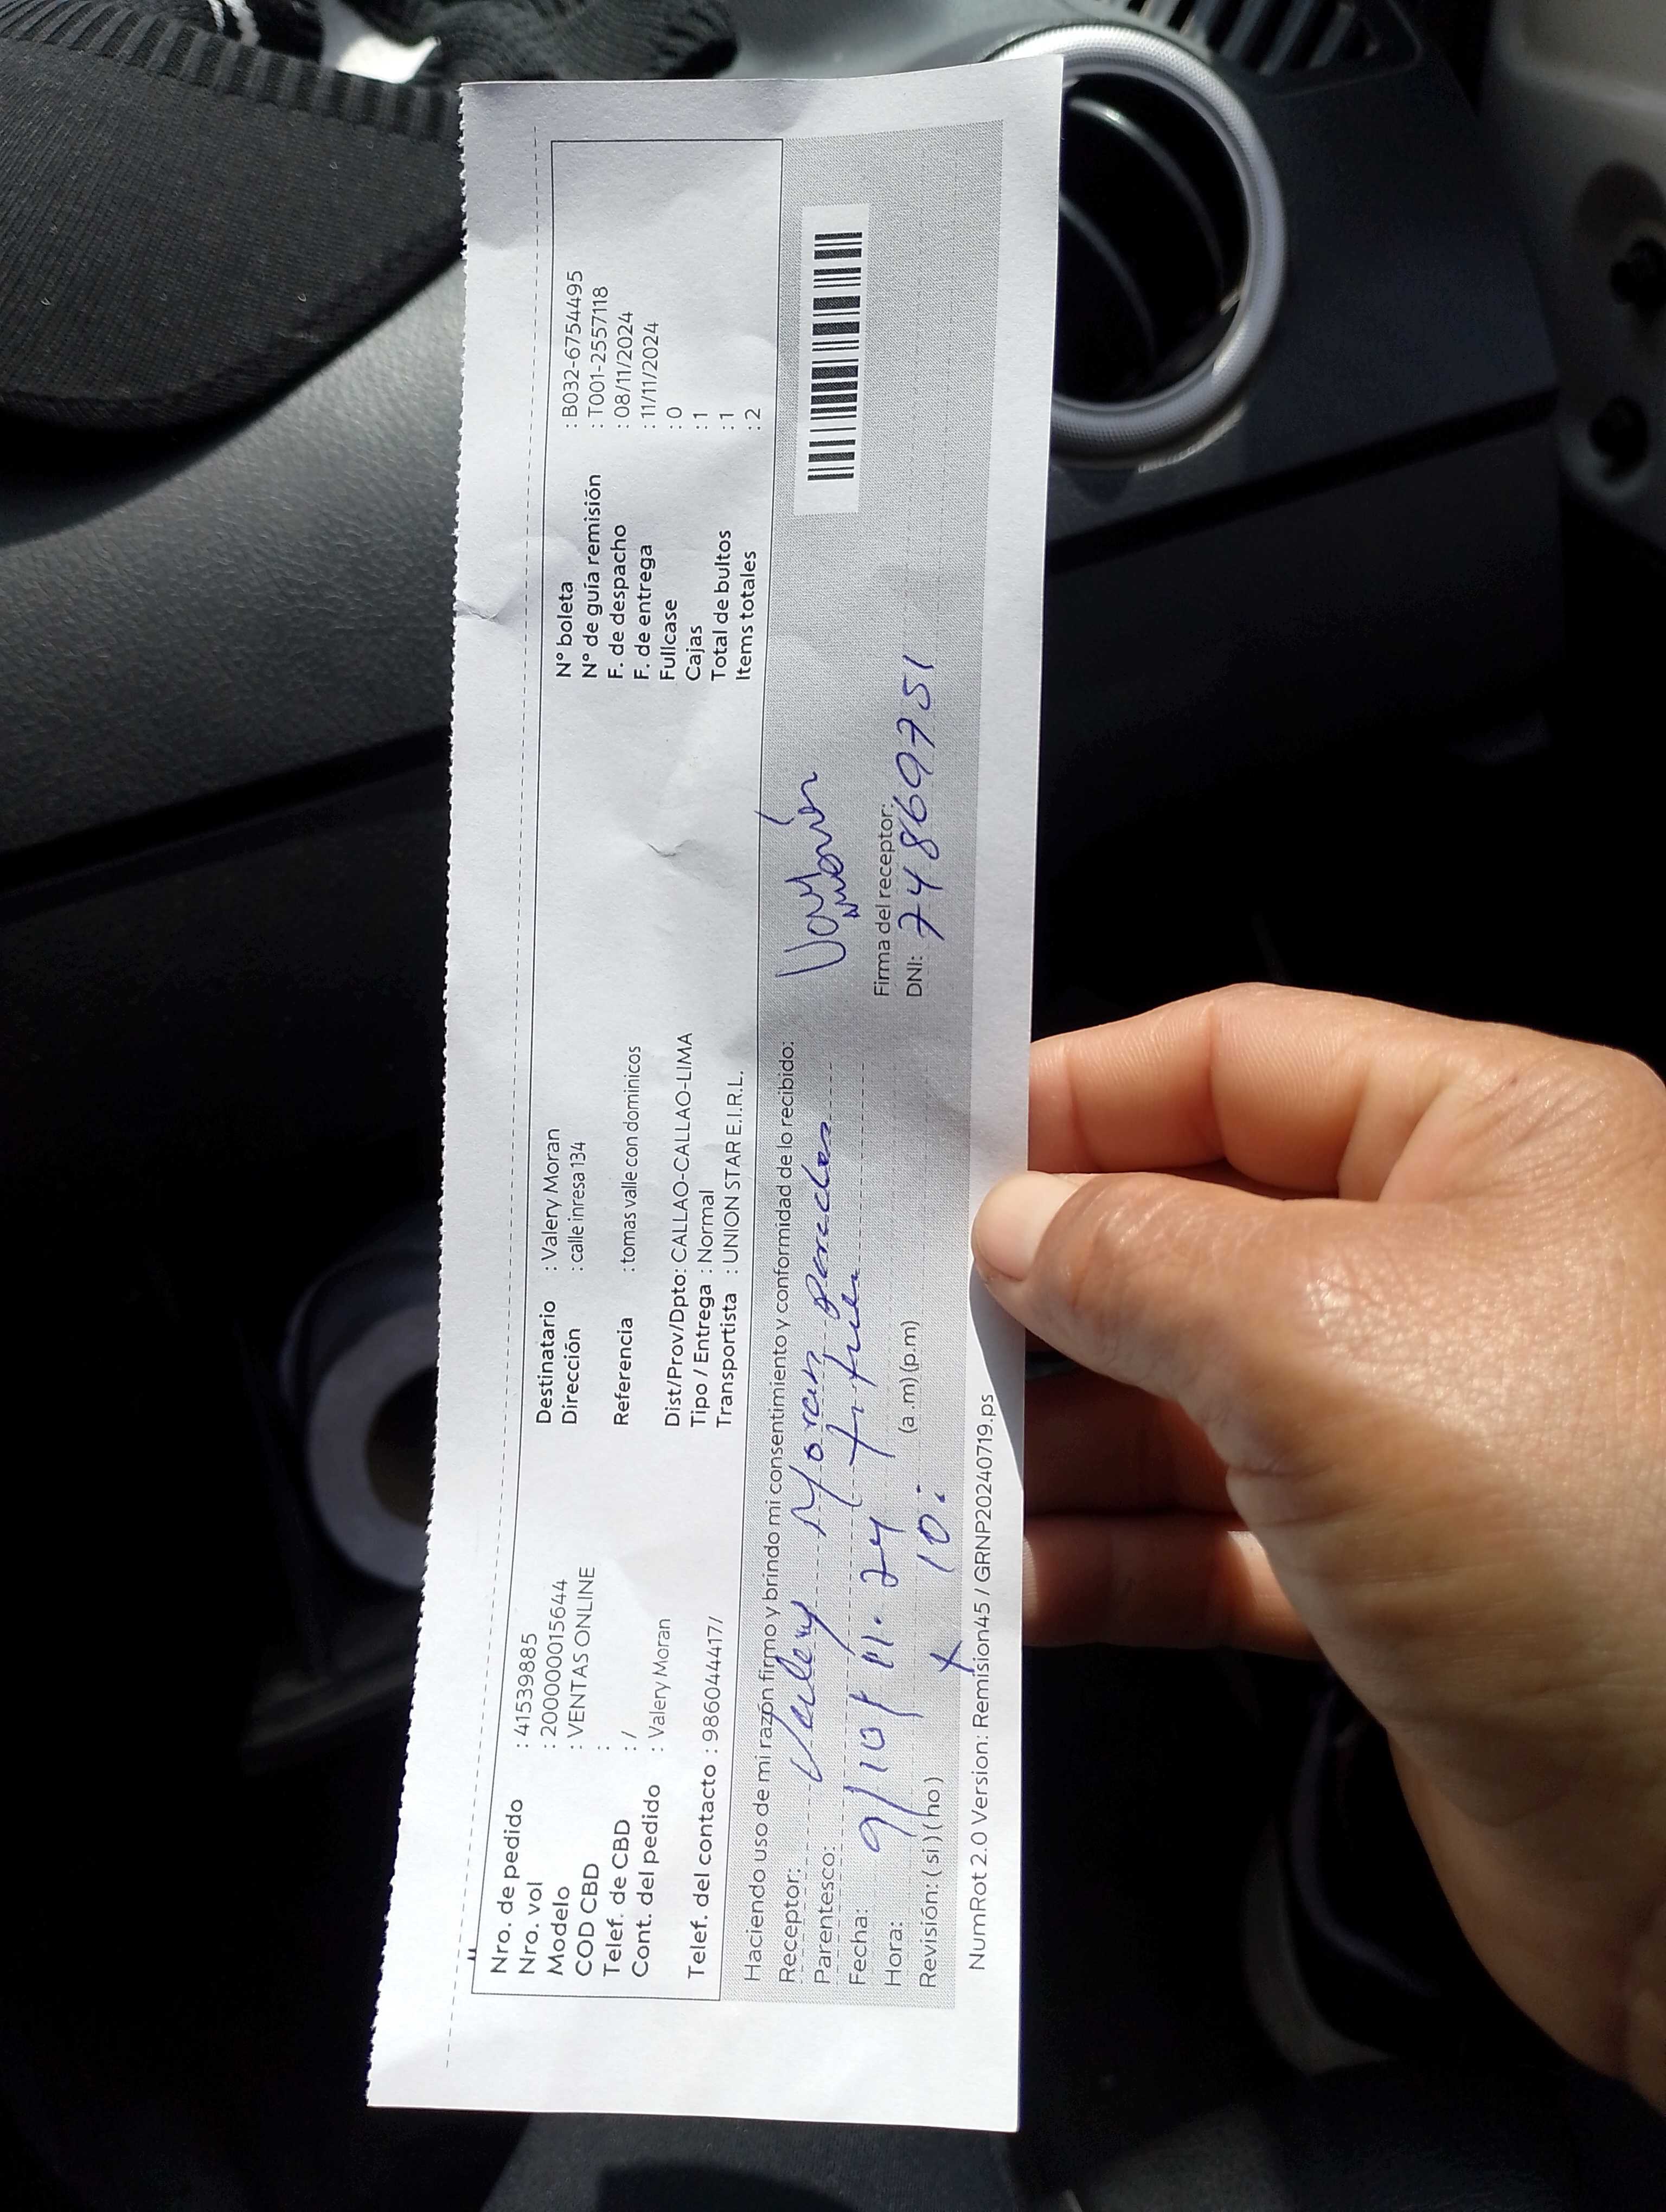 Nro. de pedido : 41539885
Nro. vol : 2000000015644
Modelo : VENTAS ONLINE
COD CBD :
Telef. de CBD : /
Cont. del pedido : Valery Moran
Telef. del contacto : 986044417/
Destinatario : Valery Moran
Dirección : calle inresa 134
Referencia : tomas valle con dominicos
Dist/Prov/Dpto: CALLAO-CALLAO-LIMA
Tipo / Entrega : Normal
Transportista : UNION STAR E.I.R.L.
N° boleta : B032-6754495
N° de guía remisión : T001-2557118
F. de despacho : 08/11/2024
F. de entrega : 11/11/2024
Fullcase : 0
Cajas : 1
Total de bultos : 1
Items totales : 2
Haciendo uso de mi razón firmo y brindo mi consentimiento y conformidad de lo recibido:
Receptor: Valery Moran paredes
Parentesco:
Fecha: 9/10/11.24
Hora: 10: (a .m) (p.m)
Revisión: ( si ) ( ho )
Firma del receptor:
DNI: 74869751
NumRot 2.0 Version: Remision45 / GRNP20240719.ps